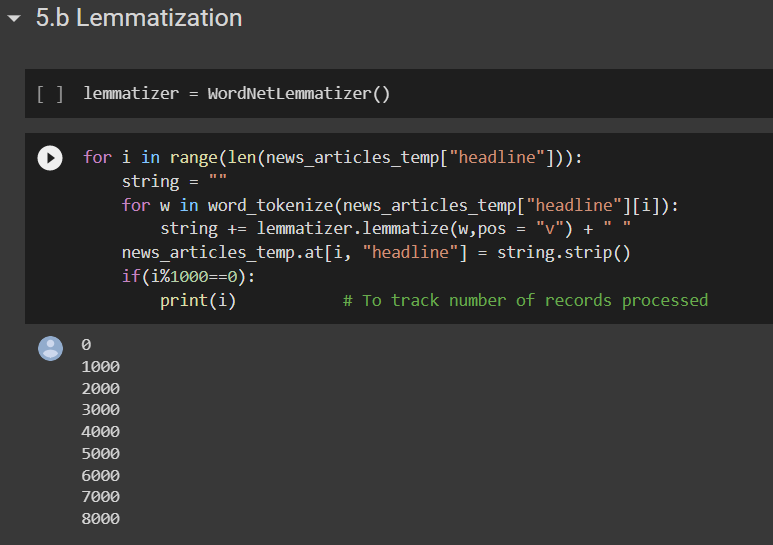 5.b Lemmatization
[ ] lemmatizer = WordNetLemmatizer()
for i in range(len(news_articles_temp["headline"])):
    string = ""
    for w in word_tokenize(news_articles_temp["headline"][i]):
        string += lemmatizer.lemmatize(w,pos = "v") + " "
    news_articles_temp.at[i, "headline"] = string.strip()
    if(i%1000==0):
        print(i)           # To track number of records processed
0
1000
2000
3000
4000
5000
6000
7000
8000